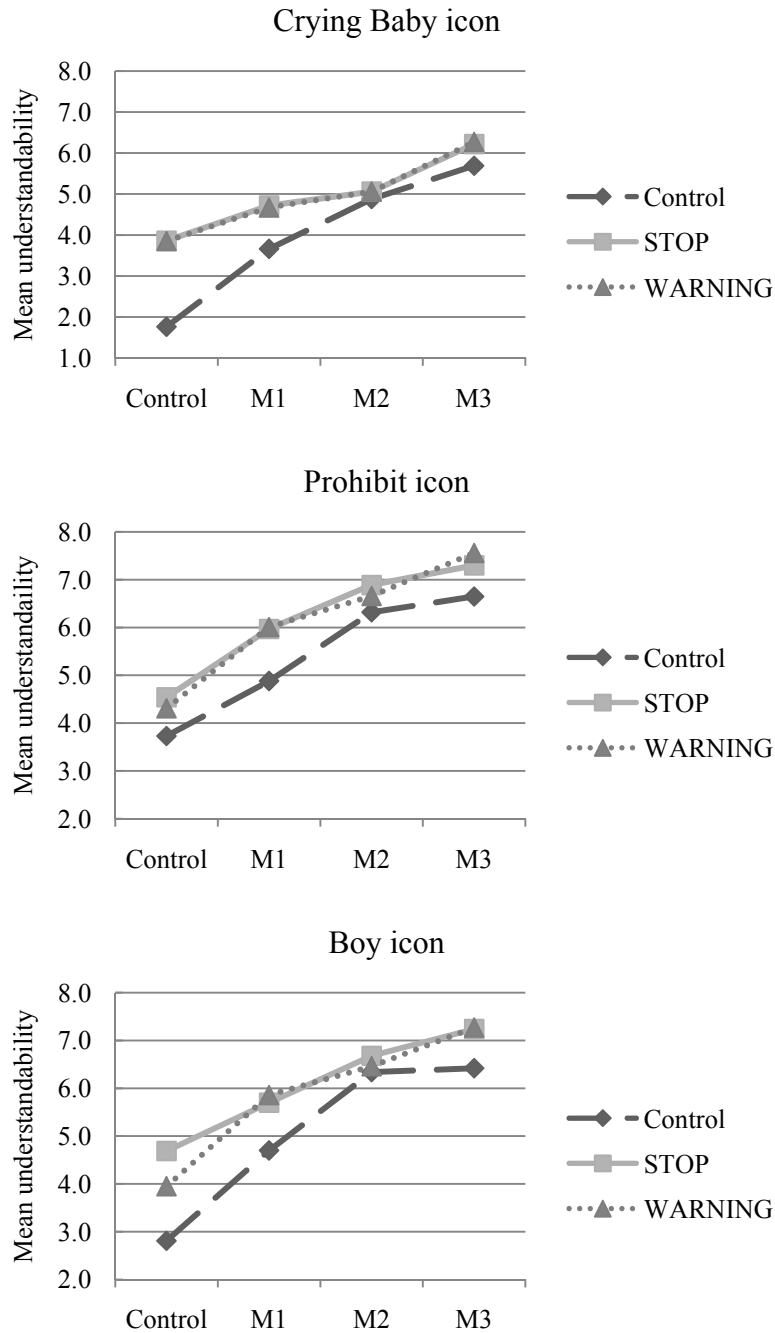 Crying Baby icon
Mean understandability
8.0
7.0
6.0
5.0
4.0
3.0
2.0
1.0
Control M1 M2 M3
Control
STOP
WARNING
Prohibit icon
Mean understandaility
8.0
7.0
6.0
5.0
4.0
3.0
2.0
Control M1 M2 M3
Control
STOP
WARNING
Boy icon
Mean understandability
8.0
7.0
6.0
5.0
4.0
3.0
2.0
Control M1 M2 M3
Control
STOP
WARNING